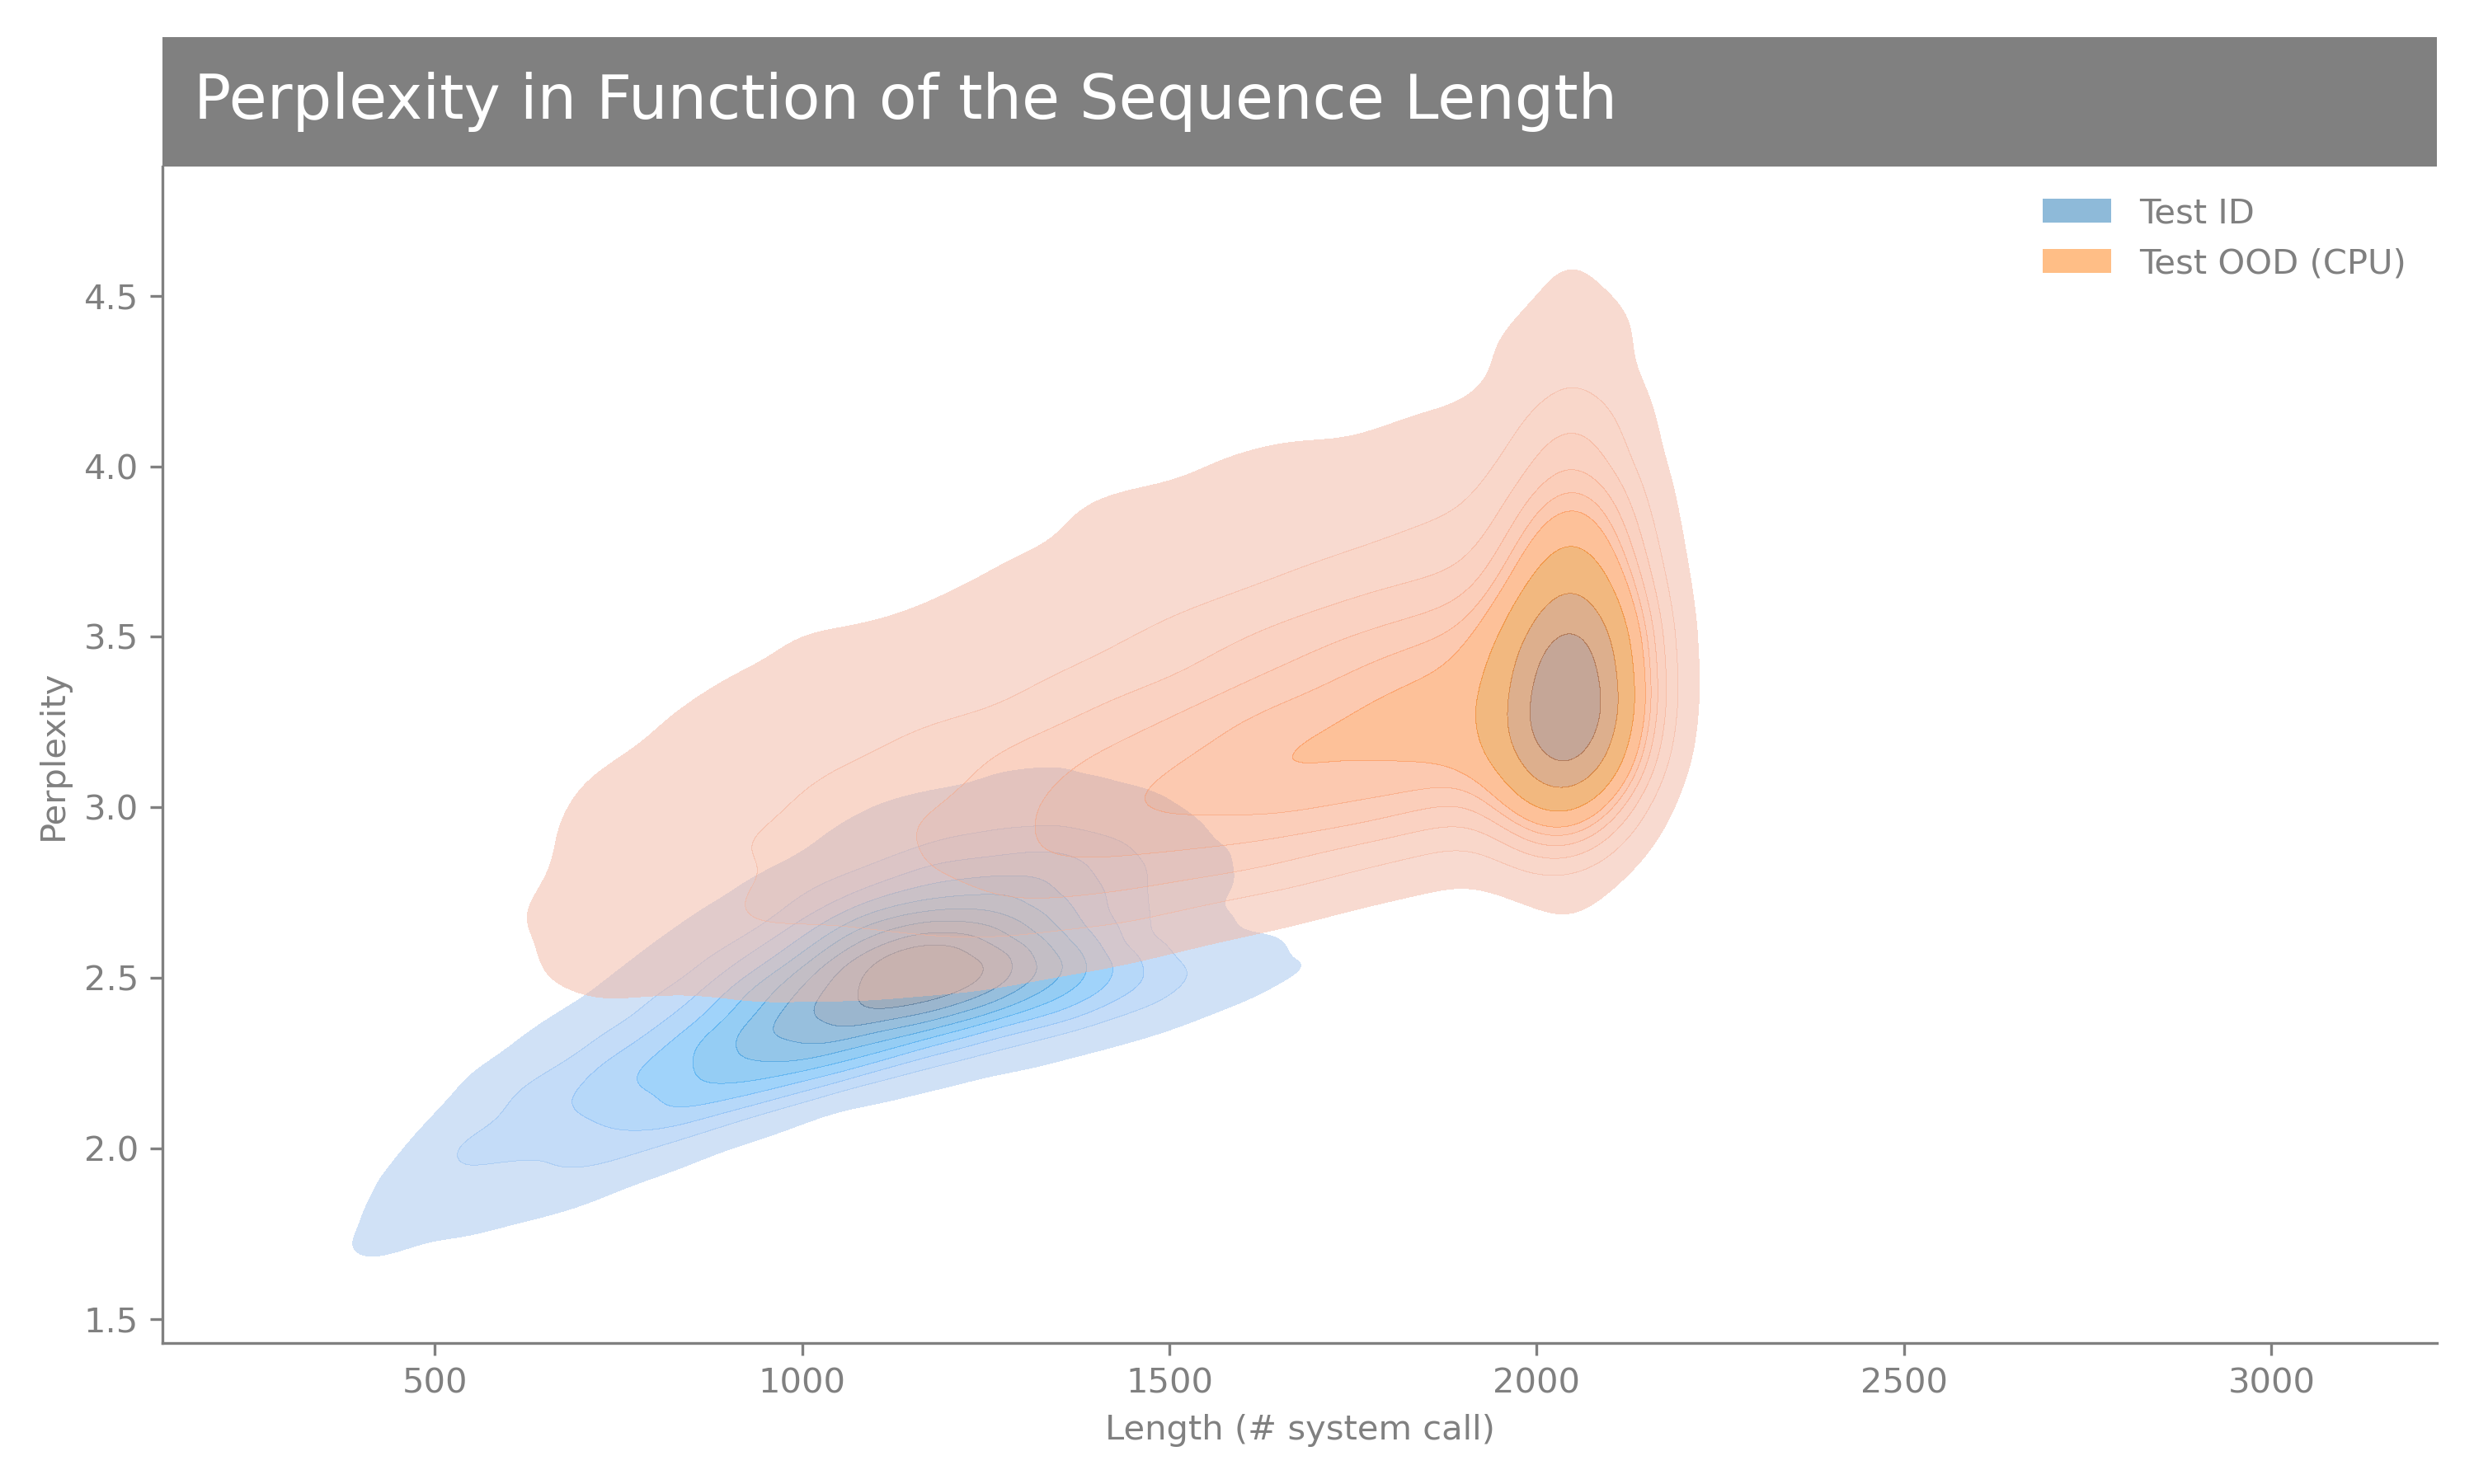 Perplexity in Function of the Sequence Length
Test ID
Test OOD (CPU)
4.5
4.0
3.5
3.0
2.5
2.0
1.5
Perplexity
500 1000 1500 2000 2500 3000
Length (# system call)